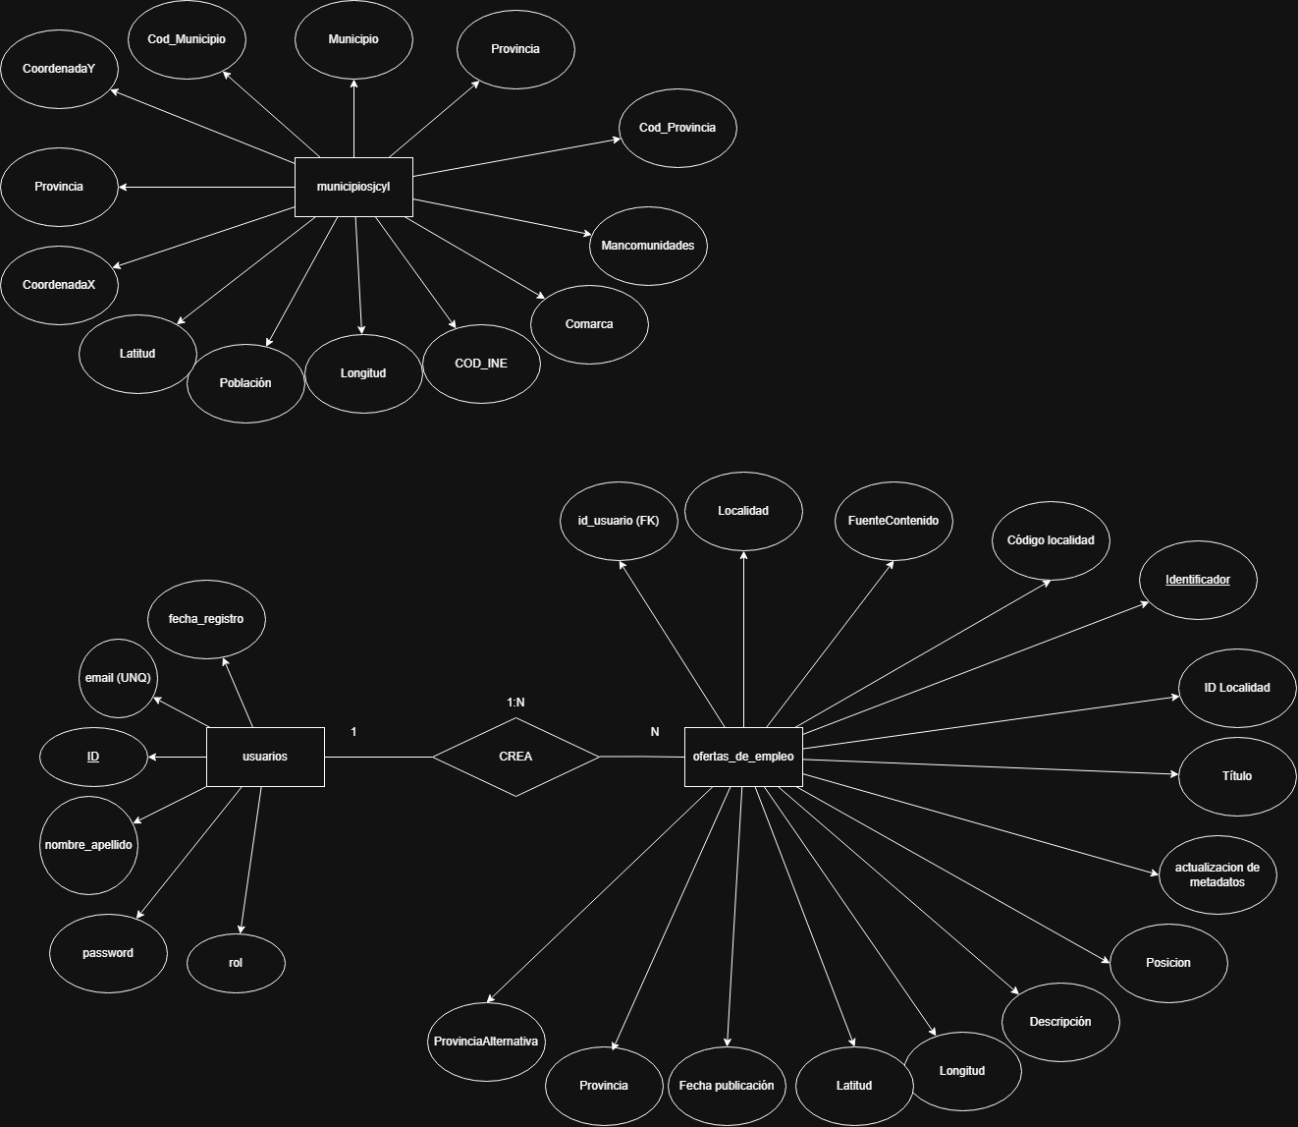 Cod_Municipio
Municipio
Provincia
CoordenadaY
Cod_Provincia
Provincia
municipiosjcyl
Mancomunidades
CoordenadaX
Comarca
Latitud
Población
Longitud
COD_INE
id_usuario (FK)
Localidad
FuenteContenido
Código localidad
Identificador
fecha_registro
email (UNQ)
ID Localidad
1:N
1
N
ID
usuarios
CREA
ofertas_de_empleo
Título
nombre_apellido
actualizacion de
metadatos
password
rol
Posicion
Descripción
ProvinciaAlternativa
Longitud
Provincia
Fecha publicación
Latitud